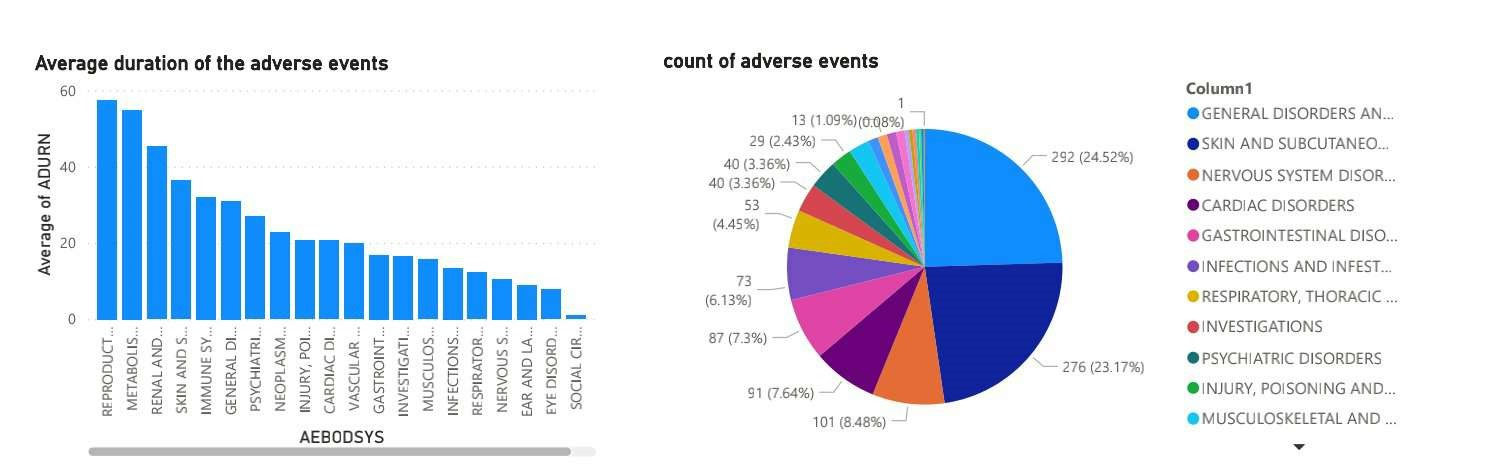 Average duration of the adverse events
Average of ADURN
60
40
20
0
REPRODUCT...
METABOLIS...
RENAL AND...
SKIN AND S...
IMMUNE SY...
GENERAL DI...
PSYCHIATRI...
NEOPLASM...
INJURY, POI...
CARDIAC DI...
VASCULAR ...
GASTROINT...
INVESTIGATI...
MUSCULOS...
INFECTIONS...
RESPIRATOR...
NERVOUS S...
EAR AND LA...
EYE DISORD...
SOCIAL CIR...
AEBODSYS
count of adverse events
1
(0.08%)
13 (1.09%)
29 (2.43%)
40 (3.36%)
40 (3.36%)
53
(4.45%)
73
(6.13%)
87 (7.3%)
91 (7.64%)
101 (8.48%)
276 (23.17%)
292 (24.52%)
Column1
GENERAL DISORDERS AN...
SKIN AND SUBCUTANEO...
NERVOUS SYSTEM DISOR...
CARDIAC DISORDERS
GASTROINTESTINAL DISO...
INFECTIONS AND INFEST...
RESPIRATORY, THORACIC ...
INVESTIGATIONS
PSYCHIATRIC DISORDERS
INJURY, POISONING AND...
MUSCULOSKELETAL AND ...